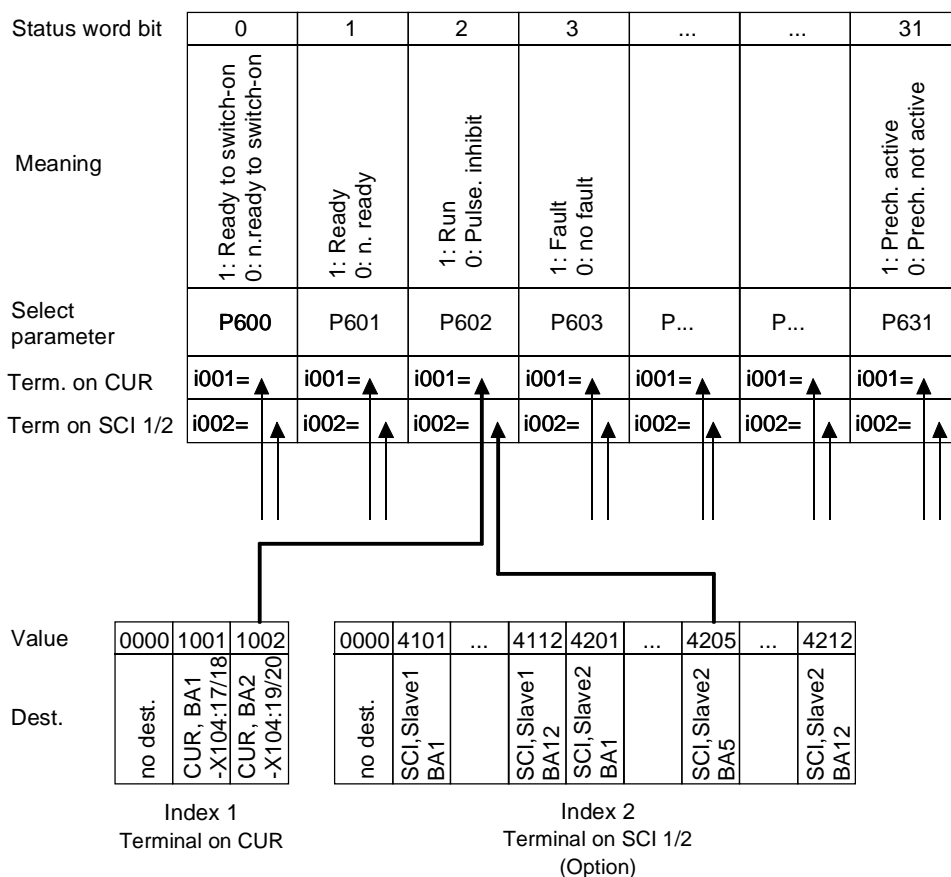 Status word bit 0 1 2 3 ... ... 31
Meaning
1: Ready to switch-on
0: n.ready to switch-on
1: Ready
0: n. ready
1: Run
0: Pulse. inhibit
1: Fault
0: no fault
1: Prech. active
0: Prech. not active
Select
parameter
P600 P601 P602 P603 P... P... P631
Term. on CUR i001= i001= i001= i001= i001= i001= i001=
Term on SCI 1/2 i002= i002= i002= i002= i002= i002= i002=
Value 0000 1001 1002 0000 4101 ... 4112 4201 ... 4205 ... 4212
Dest.
no dest.
CUR, BA1
-X104:17/18
CUR, BA2
-X104:19/20
no dest.
SCI,Slave1
BA1
SCI,Slave1
BA12
SCI,Slave2
BA1
SCI,Slave2
BA5
SCI,Slave2
BA12
Index 1
Terminal on CUR
Index 2
Terminal on SCI 1/2
(Option)